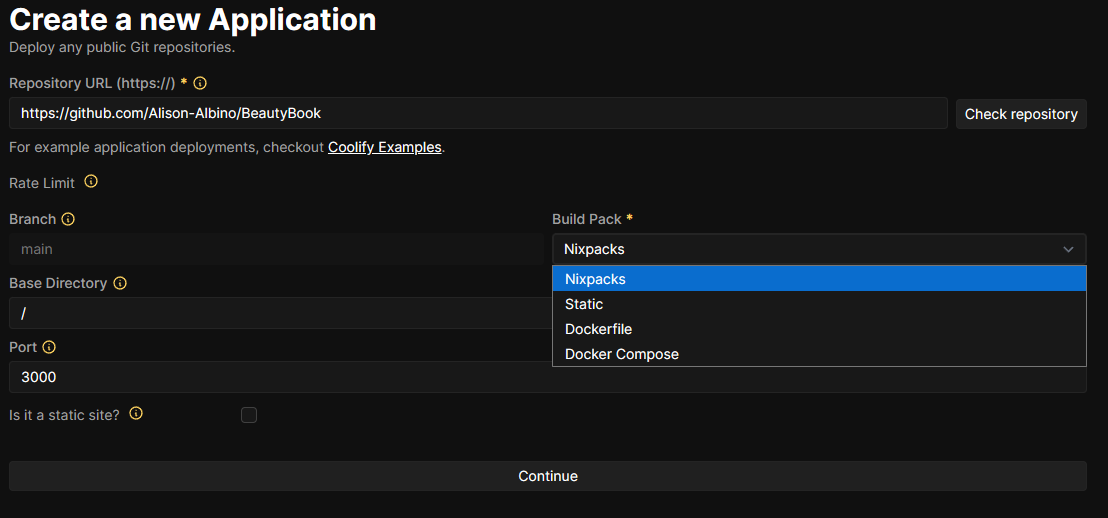 Create a new Application
Deploy any public Git repositories.
Repository URL (https://) *
https://github.com/Alison-Albino/BeautyBook
Check repository
For example application deployments, checkout Coolify Examples.
Rate Limit
Branch
Build Pack *
main
Nixpacks
Nixpacks
Static
Dockerfile
Docker Compose
Base Directory
/
Port
3000
Is it a static site?
Continue